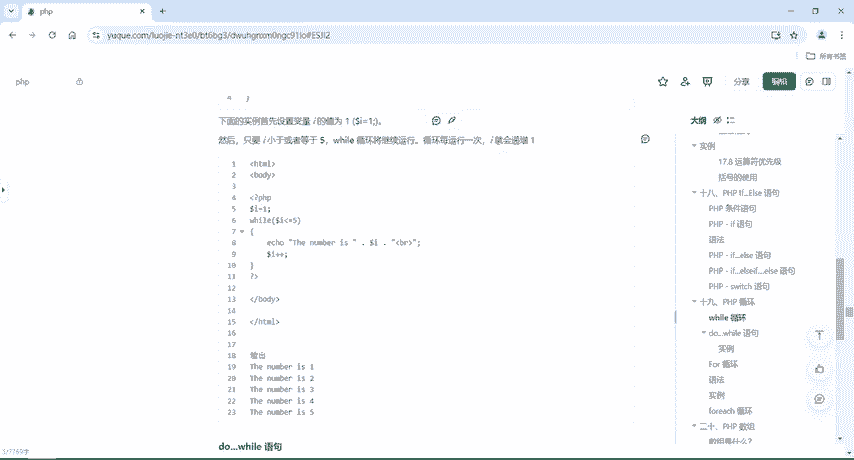 php
yuque.com/luojie-nt3e0/bt6bg3/dwuhgnxm0ngc91lo#ESJI2
所有书签
php
分享
编辑
4 }
下面的实例首先设置变量 i 的值为 1 ($i=1;)。
然后，只要 i 小于或者等于 5，while 循环将继续运行。循环每运行一次，i 就会递增 1
1 <html>
2 <body>
3
4 <?php
5 $i=1;
6 while($i<=5)
7 {
8 echo "The number is " . $i . "<br>";
9 $i++;
10 }
11 ?>
12
13 </body>
14
15 </html>
16
17
18 输出
19 The number is 1
20 The number is 2
21 The number is 3
22 The number is 4
23 The number is 5
do...while 语句
大纲
实例
17.8 运算符优先级
括号的使用
十八、PHP If...Else 语句
PHP 条件语句
PHP - if 语句
语法
PHP - if...else 语句
PHP - if...elseif...else 语句
PHP - switch 语句
十九、PHP 循环
while 循环
do...while 语句
实例
For 循环
语法
实例
foreach 循环
二十、PHP 数组
数组是什么？